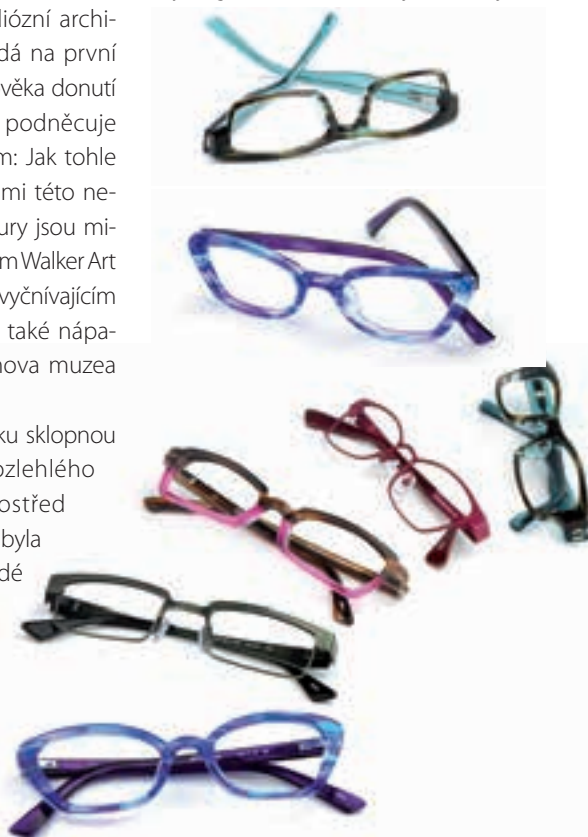 liózní archi-
dá na první
věka donutí
podněcuje
m: Jak tohle
mi této ne-
ury jsou mi-
m Walker Art
vyčnívajícím
také nápa-
nova muzea
ku sklopnou
ozlehlého
ostřed
byla
dé